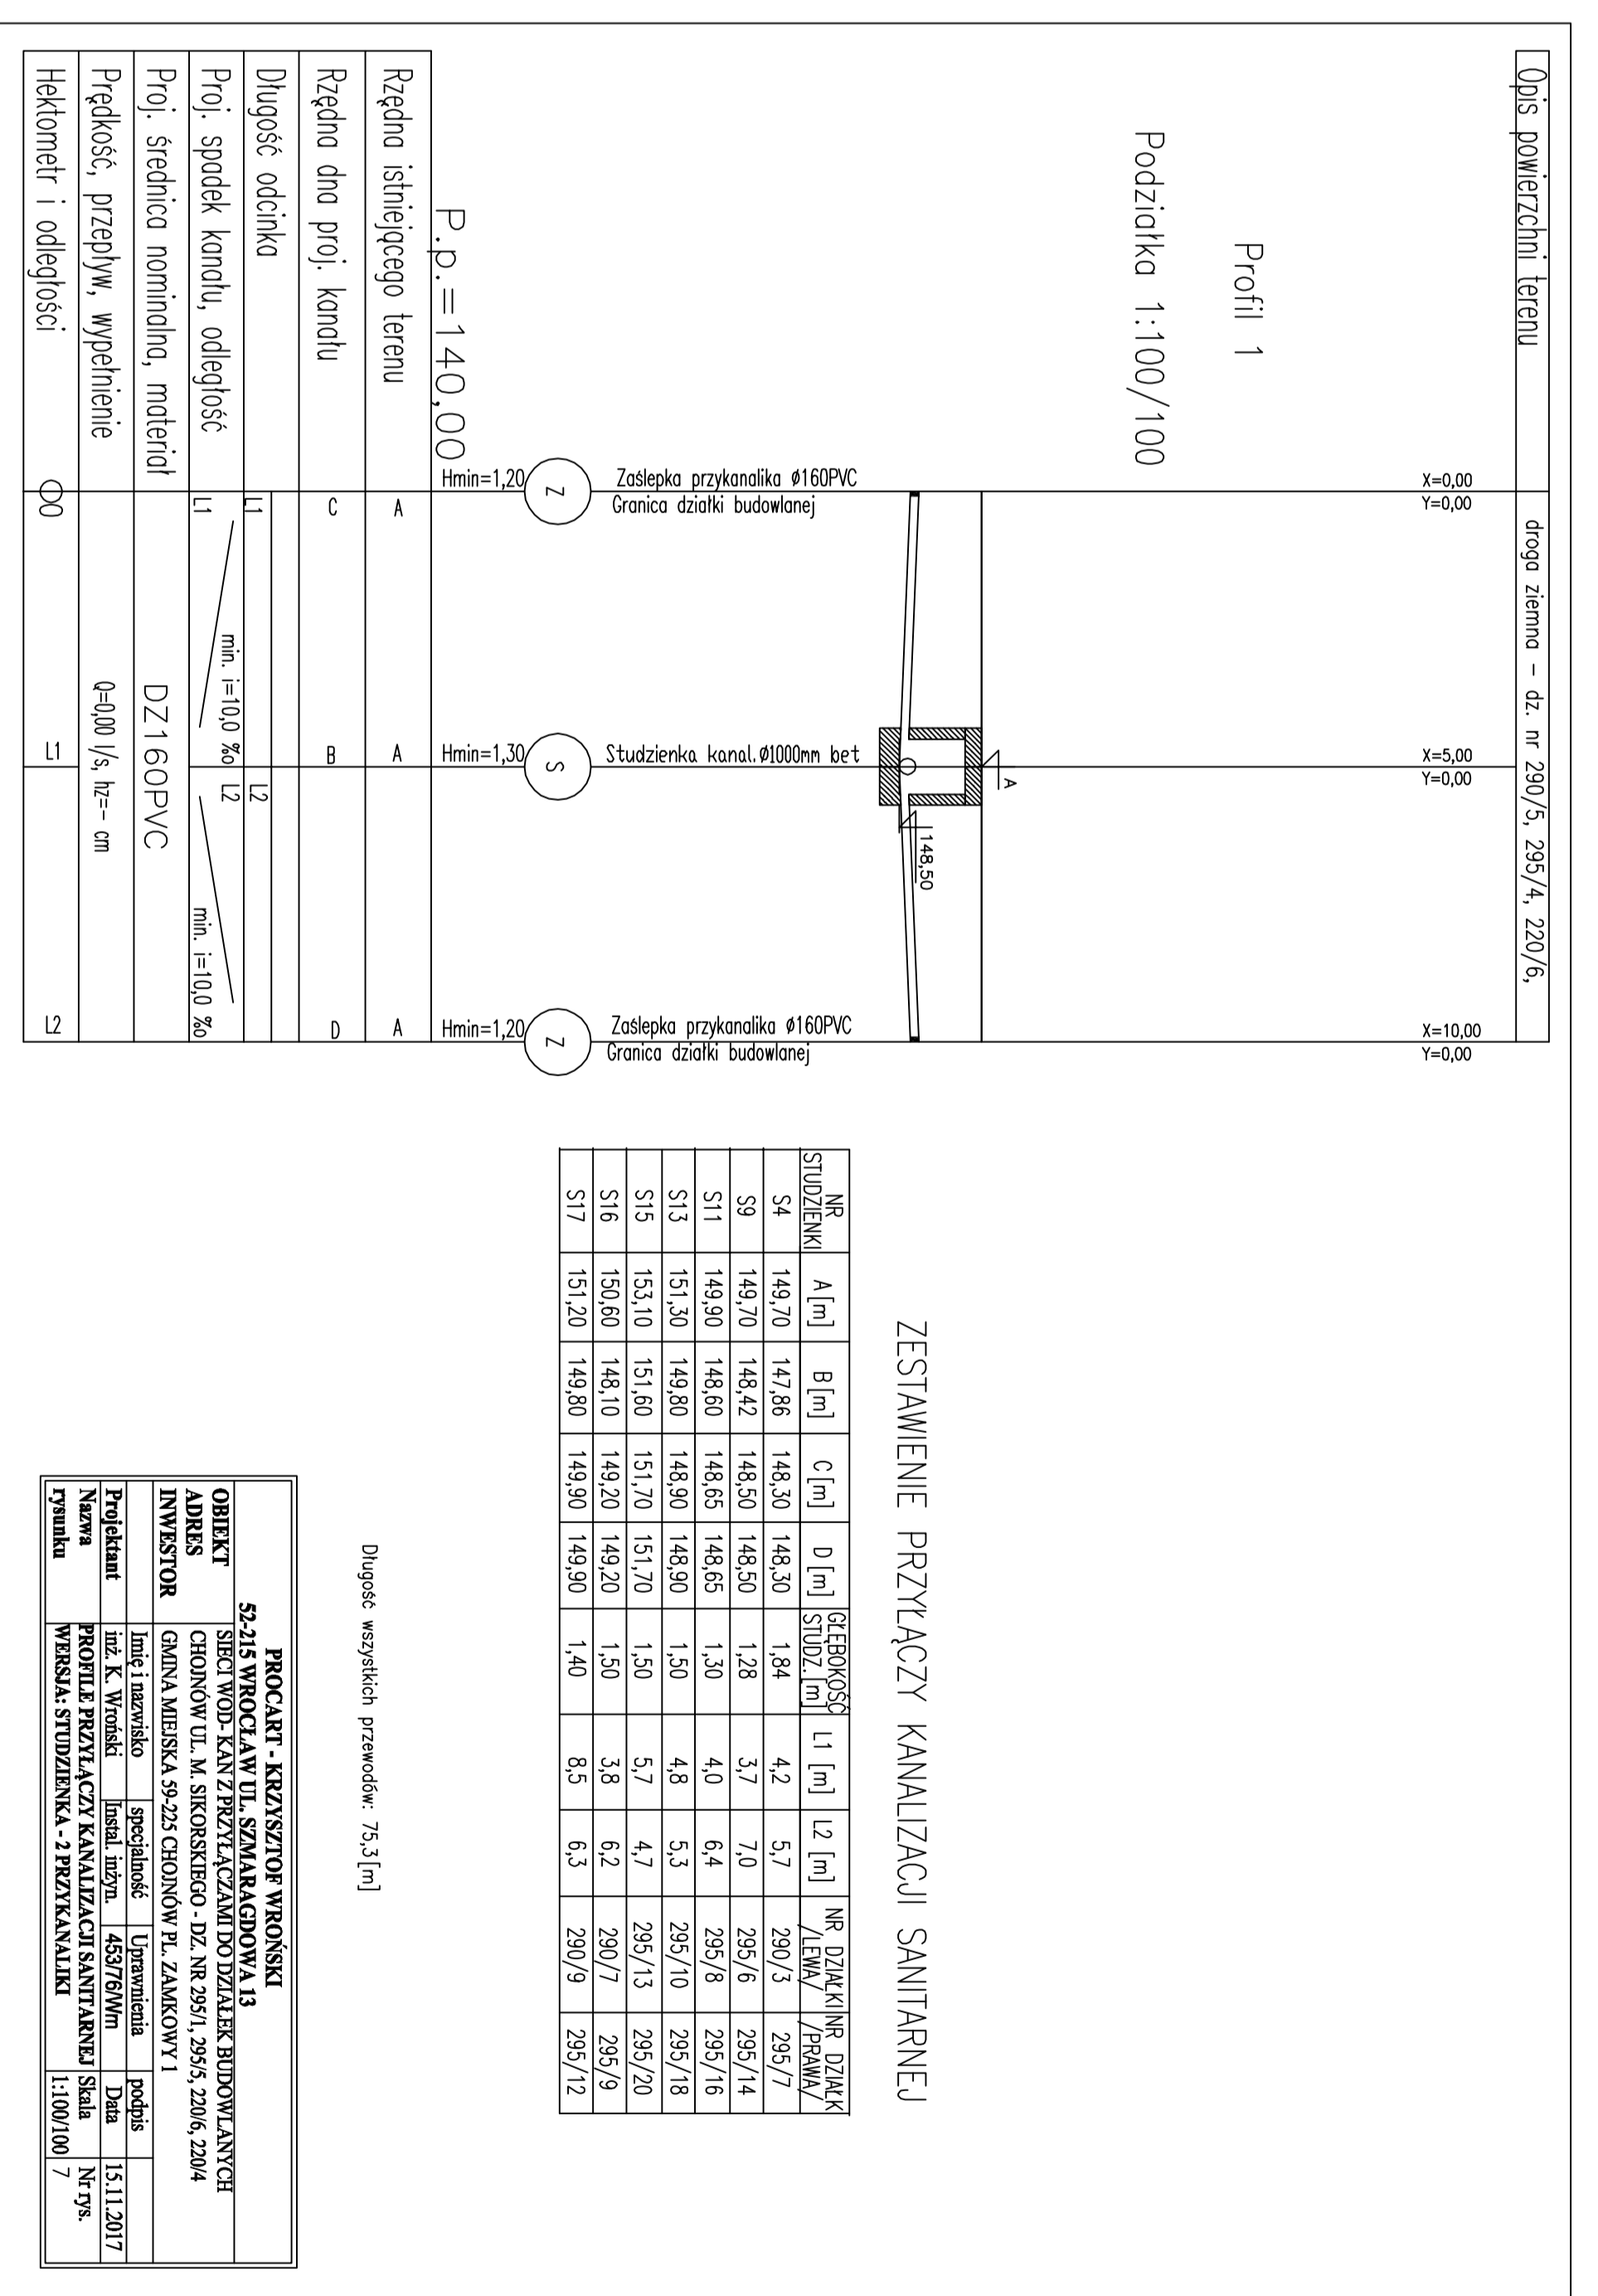 Opis powierzchni terenu
droga ziemna - dz. nr 290/5, 295/4, 220/6,
X=0,00
Y=0,00
X=5,00
Y=0,00
X=10,00
Y=0,00
Profil 1
Podziałka 1:100/100
A
148,50
Zaślepka przykanalika ø160PVC
Granica działki budowlanej
Studzienka kanal.ø1000mm bet
Zaślepka przykanalika ø160PVC
Granica działki budowlanej
Z
S
Z
P.p.=140,00
Hmin=1,20
Hmin=1,30
Hmin=1,20
Rzędna istniejącego terenu
A
A
A
Rzędna dna proj. kanału
C
B
D
Długość odcinka
L1
L2
Proj. spadek kanału, odległość
L1
min. i=10,0 ‰
L2
min. i=10,0 ‰
Proj. średnica nominalna, materiał
DZ160PVC
Prędkość, przepływ, wypełnienie
Q=0,00 l/s, hz=- cm
Hektometr i odległości
00
L1
L2
ZESTAWIENIE PRZYŁĄCZY KANALIZACJI SANITARNEJ
NR STUDZIENKI A [m] B [m] C [m] D [m] GŁĘBOKOŚĆ STUDZ. [m] L1 [m] L2 [m] NR DZIAŁKI /LEWA/ NR DZIAŁK /PRAWA/
S4 149,70 147,86 148,30 148,30 1,84 4,2 5,7 290/3 295/7
S9 149,70 148,42 148,50 148,50 1,28 3,7 7,0 295/6 295/14
S11 149,90 148,60 148,65 148,65 1,30 4,0 6,4 295/8 295/16
S13 151,30 149,80 148,90 148,90 1,50 4,8 5,3 295/10 295/18
S15 153,10 151,60 151,70 151,70 1,50 5,7 4,7 295/13 295/20
S16 150,60 148,10 149,20 149,20 1,50 3,8 6,2 290/7 295/9
S17 151,20 149,80 149,90 149,90 1,40 8,5 6,3 290/9 295/12
Długość wszystkich przewodów: 75,3[m]
PROCART - KRZYSZTOF WROŃSKI
52-215 WROCŁAW UL. SZMARAGDOWA 13
OBIEKT SIECI WOD- KAN Z PRZYŁĄCZAMI DO DZIAŁEK BUDOWLANYCH
ADRES CHOJNÓW UL. M. SIKORSKIEGO - DZ. NR 295/1, 295/5, 220/6, 220/4
INWESTOR GMINA MIEJSKA 59-225 CHOJNÓW PL. ZAMKOWY 1
Imię i nazwisko specjalność Uprawnienia podpis
Projektant inż. K. Wroński Instal. inżyn. 453/76/Wm Data 15.11.2017
Nazwa PROFILE PRZYŁĄCZY KANALIZACJI SANITARNEJ Skala Nr rys.
rysunku WERSJA: STUDZIENKA - 2 PRZYKANALIKI 1:100/100 7